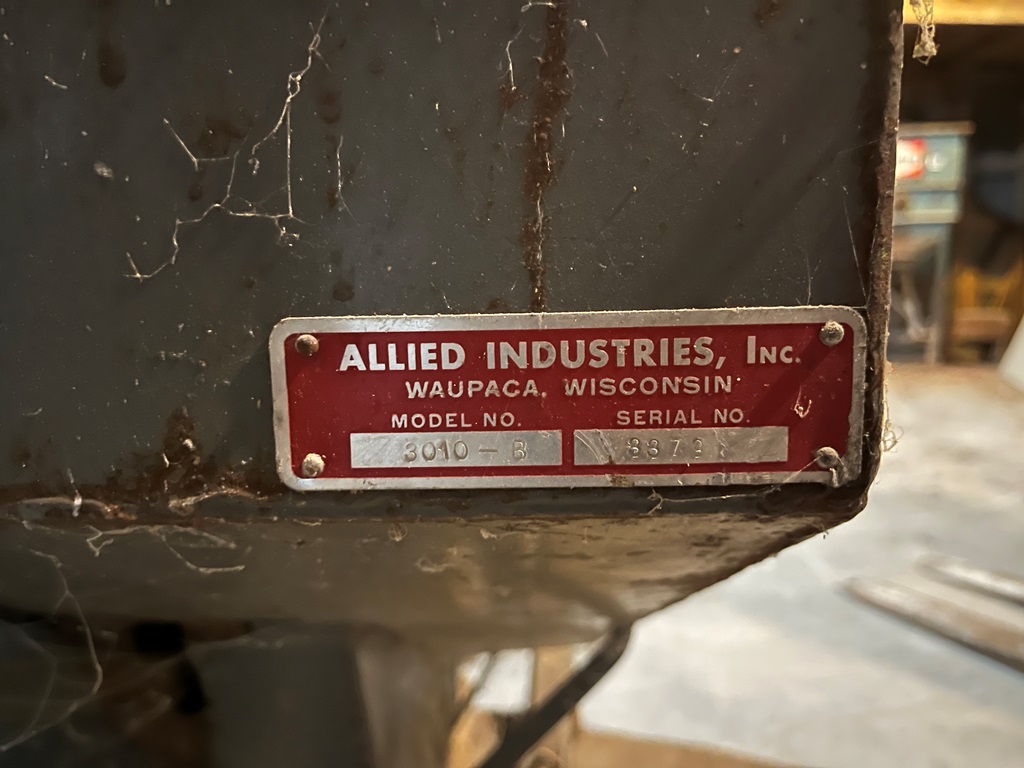 ALLIED INDUSTRIES, INC.
WAUPACA, WISCONSIN
MODEL NO. SERIAL NO.
3010-B